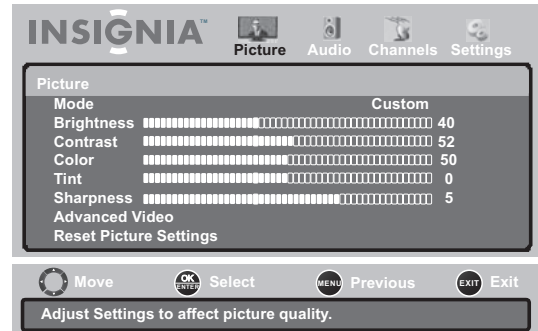 INSIGNIA™
Picture Audio Channels Settings
Picture
Mode Custom
Brightness 40
Contrast 52
Color 50
Tint 0
Sharpness 5
Advanced Video
Reset Picture Settings
Move OK ENTER Select MENU Previous EXIT Exit
Adjust Settings to affect picture quality.